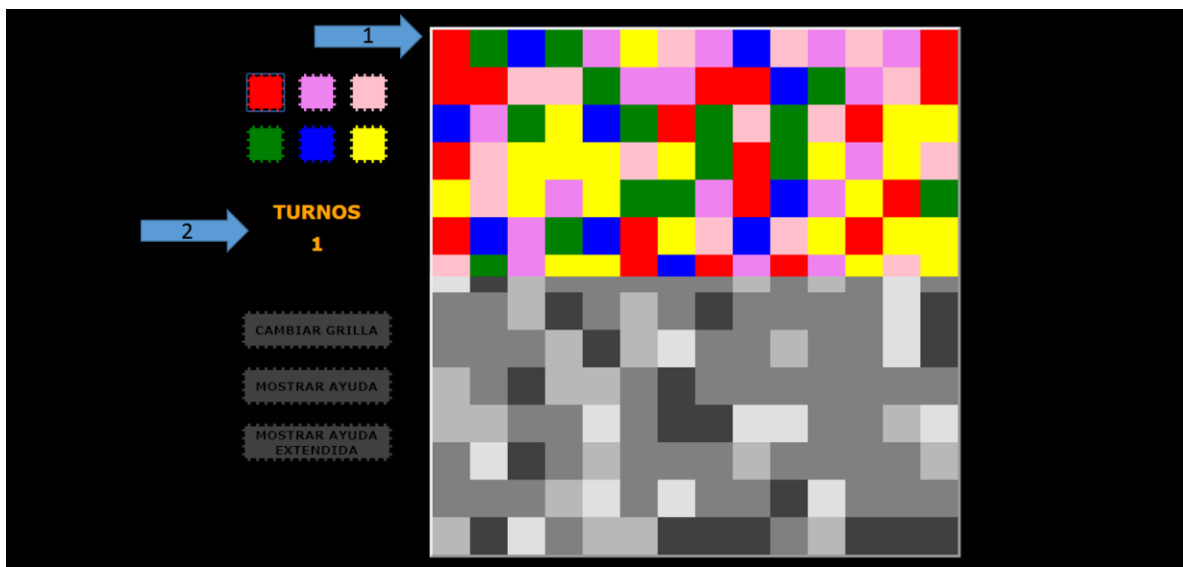 1
2
TURNOS
1
CAMBIAR GRILLA
MOSTRAR AYUDA
MOSTRAR AYUDA
EXTENDIDA